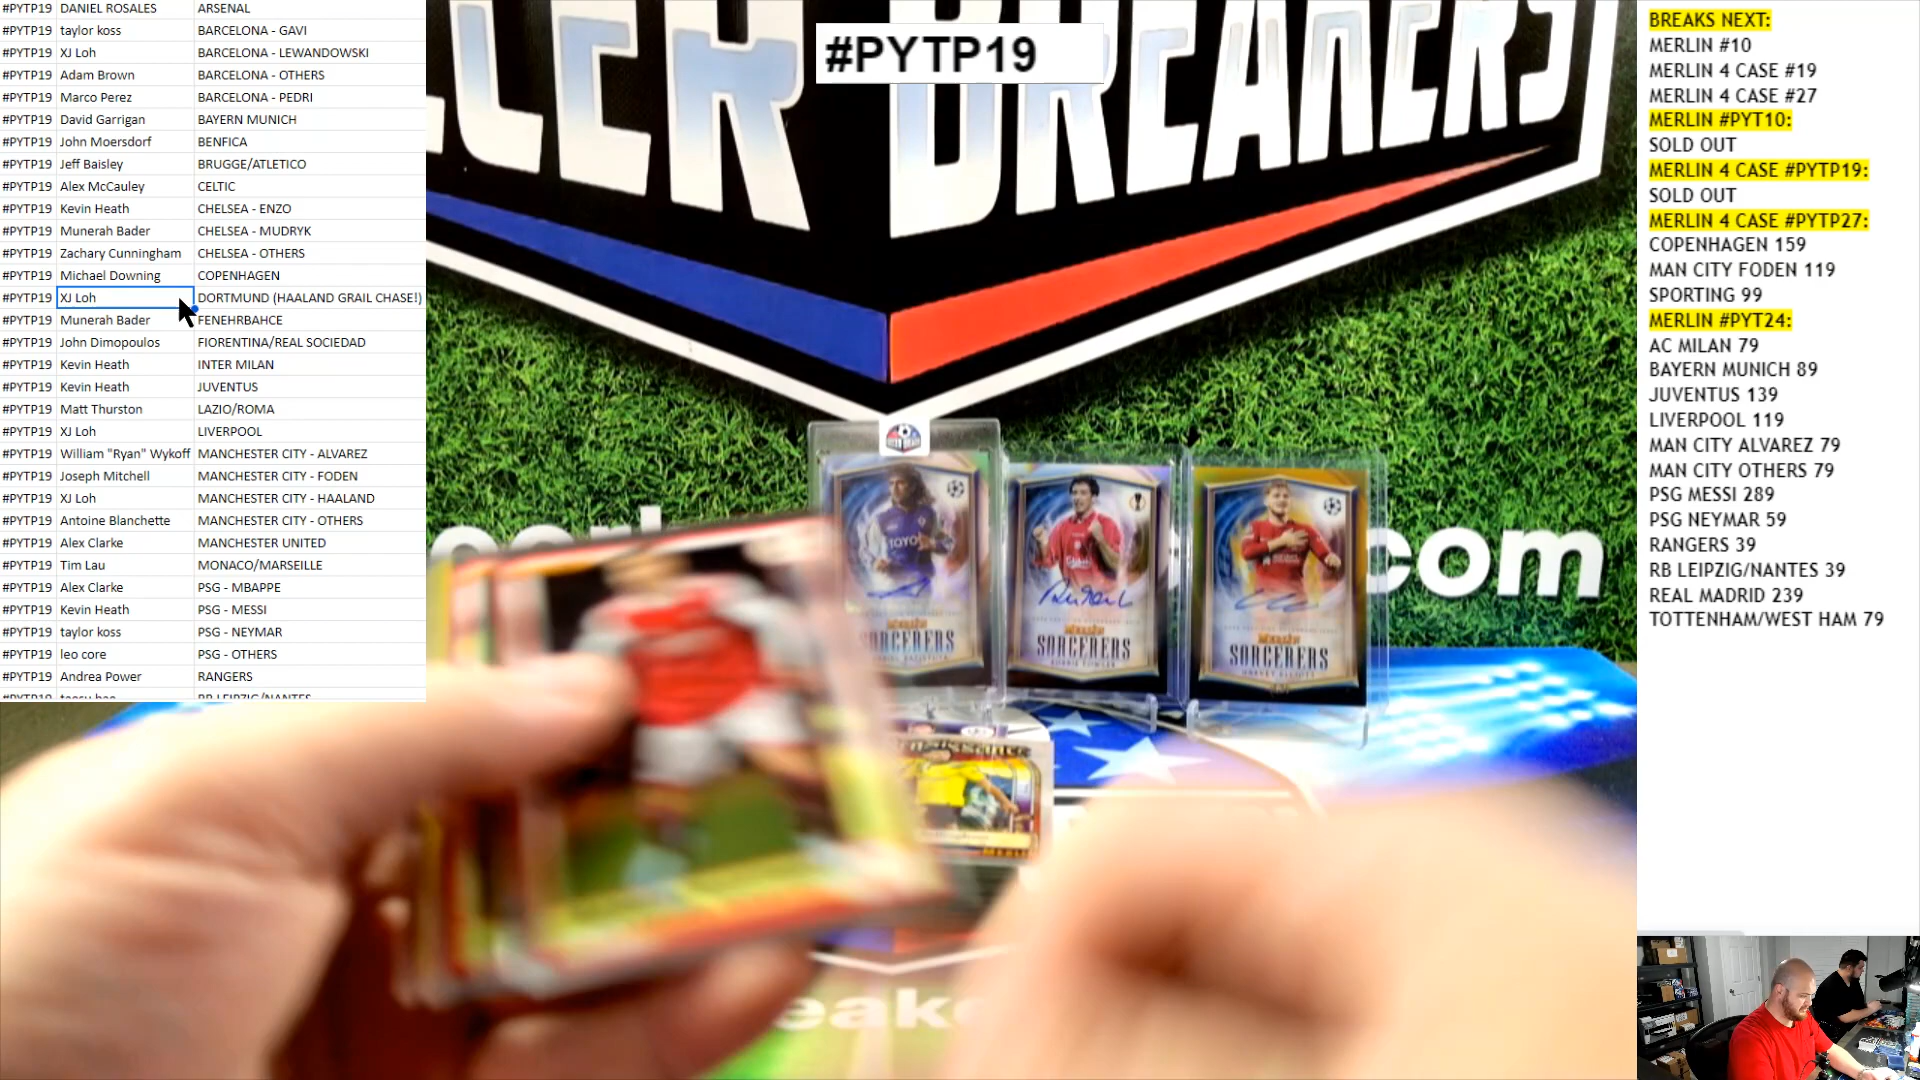 #PYTP19 DANIEL ROSALES ARSENAL
#PYTP19 taylor koss BARCELONA - GAVI
#PYTP19 XJ Loh BARCELONA - LEWANDOWSKI
#PYTP19 Adam Brown BARCELONA - OTHERS
#PYTP19 Marco Perez BARCELONA - PEDRI
#PYTP19 David Garrigan BAYERN MUNICH
#PYTP19 John Moersdorf BENFICA
#PYTP19 Jeff Baisley BRUGGE/ATLETICO
#PYTP19 Alex McCauley CELTIC
#PYTP19 Kevin Heath CHELSEA - ENZO
#PYTP19 Munerah Bader CHELSEA - MUDRYK
#PYTP19 Zachary Cunningham CHELSEA - OTHERS
#PYTP19 Michael Downing COPENHAGEN
#PYTP19 XJ Loh DORTMUND (HAALAND GRAIL CHASE!)
#PYTP19 Munerah Bader FENEHRBAHCE
#PYTP19 John Dimopoulos FIORENTINA/REAL SOCIEDAD
#PYTP19 Kevin Heath INTER MILAN
#PYTP19 Kevin Heath JUVENTUS
#PYTP19 Matt Thurston LAZIO/ROMA
#PYTP19 XJ Loh LIVERPOOL
#PYTP19 William "Ryan" Wykoff MANCHESTER CITY - ALVAREZ
#PYTP19 Joseph Mitchell MANCHESTER CITY - FODEN
#PYTP19 XJ Loh MANCHESTER CITY - HAALAND
#PYTP19 Antoine Blanchette MANCHESTER CITY - OTHERS
#PYTP19 Alex Clarke MANCHESTER UNITED
#PYTP19 Tim Lau MONACO/MARSEILLE
#PYTP19 Alex Clarke PSG - MBAPPE
#PYTP19 Kevin Heath PSG - MESSI
#PYTP19 taylor koss PSG - NEYMAR
#PYTP19 leo core PSG - OTHERS
#PYTP19 Andrea Power RANGERS
#PYTP19 RB LEIPZIG/NANTES
#PYTP19
BREAKERS
.com
SORCERERS
MERLIN
SORCERERS
ROBBIE FOWLER
MERLIN
SORCERERS
HARVEY ELLIOTT
BREAKS NEXT:
MERLIN #10
MERLIN 4 CASE #19
MERLIN 4 CASE #27
MERLIN #PYT10:
SOLD OUT
MERLIN 4 CASE #PYTP19:
SOLD OUT
MERLIN 4 CASE #PYTP27:
COPENHAGEN 159
MAN CITY FODEN 119
SPORTING 99
MERLIN #PYT24:
AC MILAN 79
BAYERN MUNICH 89
JUVENTUS 139
LIVERPOOL 119
MAN CITY ALVAREZ 79
MAN CITY OTHERS 79
PSG MESSI 289
PSG NEYMAR 59
RANGERS 39
RB LEIPZIG/NANTES 39
REAL MADRID 239
TOTTENHAM/WEST HAM 79